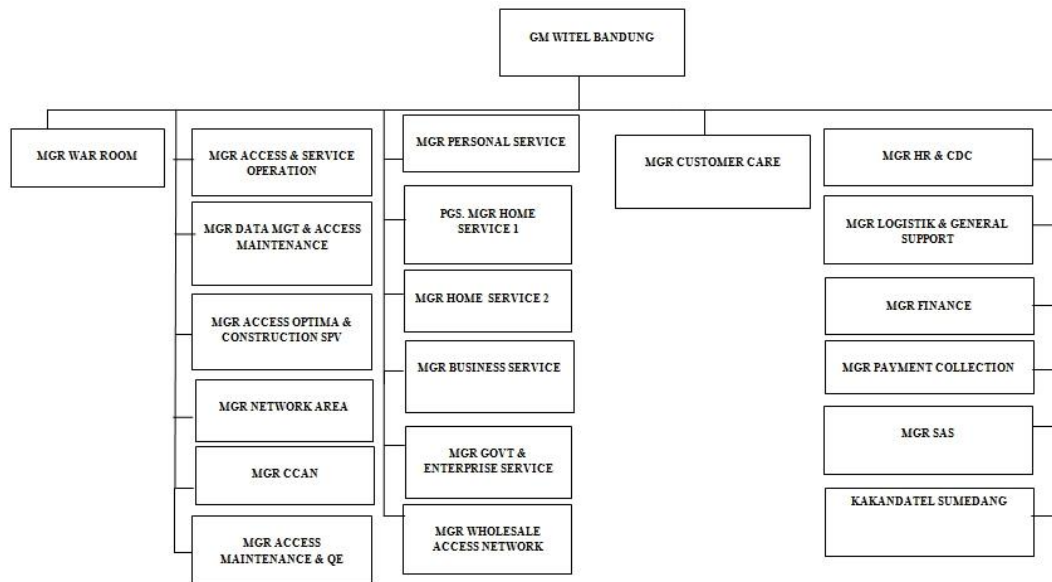 GM WITEL BANDUNG
MGR WAR ROOM
MGR ACCESS & SERVICE
OPERATION
MGR DATA MGT & ACCESS
MAINTENANCE
MGR ACCESS OPTIMA &
CONSTRUCTION SPV
MGR NETWORK AREA
MGR CCAN
MGR ACCESS
MAINTENANCE & QE
MGR PERSONAL SERVICE
PGS. MGR HOME
SERVICE 1
MGR HOME SERVICE 2
MGR BUSINESS SERVICE
MGR GOVT &
ENTERPRISE SERVICE
MGR WHOLESALE
ACCESS NETWORK
MGR CUSTOMER CARE
MGR HR & CDC
MGR LOGISTIK & GENERAL
SUPPORT
MGR FINANCE
MGR PAYMENT COLLECTION
MGR SAS
KAKANDATEL SUMEDANG